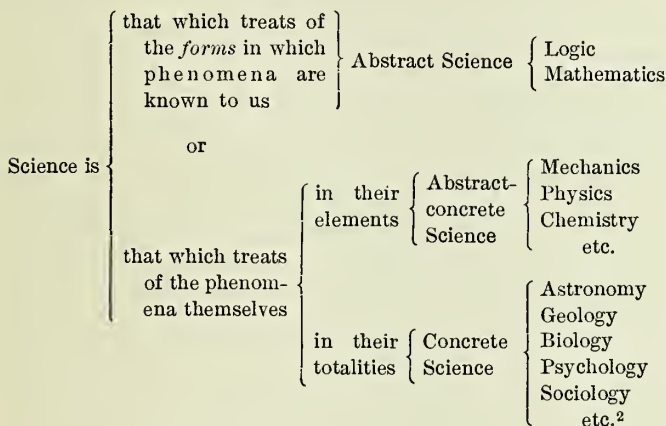 Science is
that which treats of
the forms in which
phenomena are
known to us
Abstract Science
Logic
Mathematics
or
that which treats
of the phenom-
ena themselves
in their
elements
Abstract-
concrete
Science
Mechanics
Physics
Chemistry
etc.
in their
totalities
Concrete
Science
Astronomy
Geology
Biology
Psychology
Sociology
etc.²